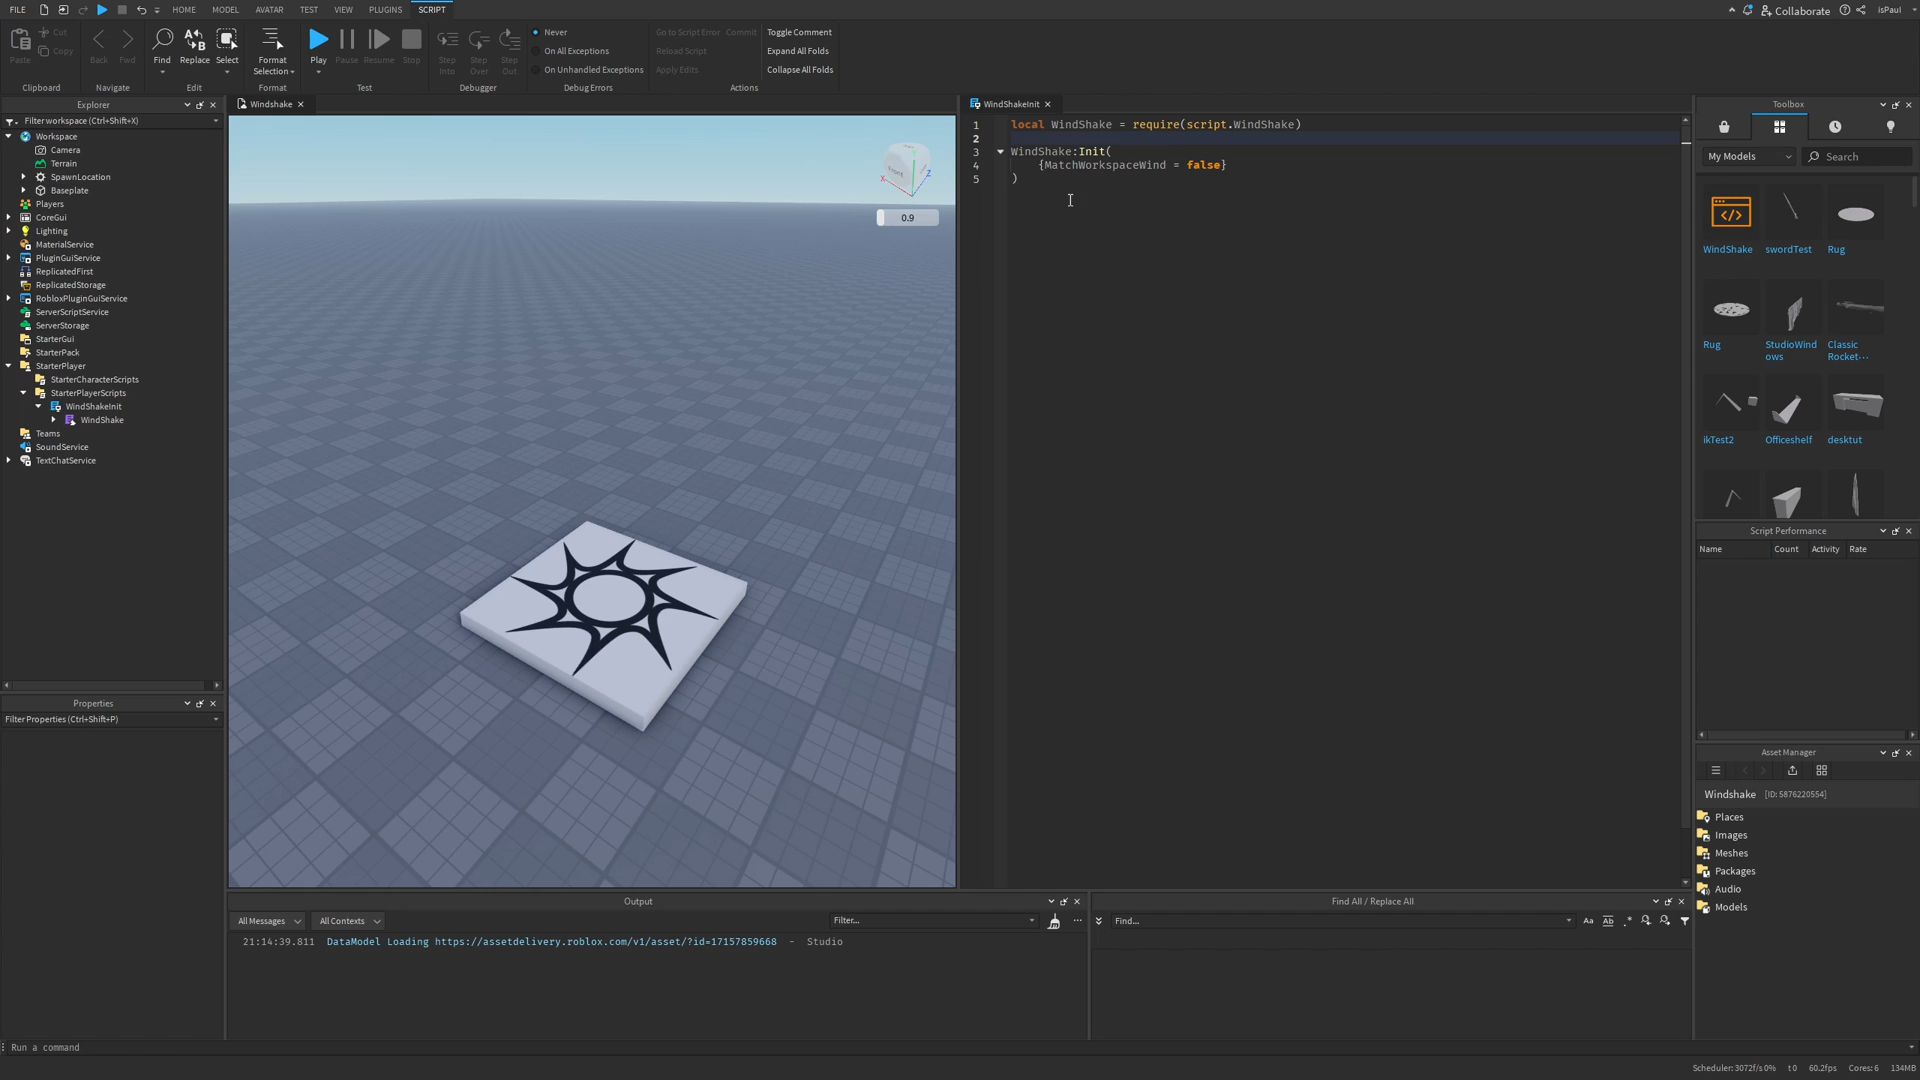 FILE HOME MODEL AVATAR TEST VIEW PLUGINS SCRIPT Collaborate isPaul
Paste Cut Copy Back Fwd Find Replace Select Format Selection Play Pause Resume Stop Step Into Step Over Step Out Never On All Exceptions On Unhandled Exceptions Go to Script Error Commit Reload Script Apply Edits Toggle Comment Expand All Folds Collapse All Folds
Clipboard Navigate Edit Format Test Debugger Debug Errors Actions
Explorer
Filter workspace (Ctrl+Shift+X)
Workspace
Camera
Terrain
SpawnLocation
Baseplate
Players
CoreGui
Lighting
MaterialService
PluginGuiService
ReplicatedFirst
ReplicatedStorage
RobloxPluginGuiService
ServerScriptService
ServerStorage
StarterGui
StarterPack
StarterPlayer
StarterCharacterScripts
StarterPlayerScripts
WindShakeInit
WindShake
Teams
SoundService
TextChatService
Properties
Filter Properties (Ctrl+Shift+P)
Windshake
Front
X
Y
Z
0.9
WindShakeInit
1 local WindShake = require(script.WindShake)
2
3 WindShake:Init(
4 {MatchWorkspaceWind = false}
5 )
Toolbox
My Models Search
WindShake swordTest Rug
Rug StudioWindows Classic Rocket...
ikTest2 Officeshelf desktut
Script Performance
Name Count Activity Rate
Asset Manager
Windshake [ID: 5876220554]
Places
Images
Meshes
Packages
Audio
Models
Output
All Messages All Contexts Filter...
21:14:39.811 DataModel Loading https://assetdelivery.roblox.com/v1/asset/?id=17157859668 - Studio
Find All / Replace All
Find... Aa Ab .*
Run a command
Scheduler: 3072f/s 0% t 0 60.2fps Cores: 6 134MB